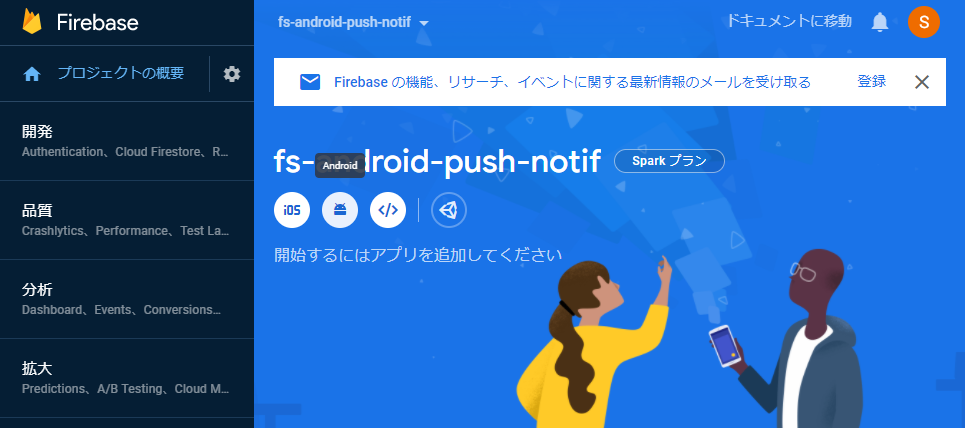 Firebase
プロジェクトの概要
開発
Authentication、Cloud Firestore、R...
品質
Crashlytics、Performance、Test La...
分析
Dashboard、Events、Conversions...
拡大
Predictions、A/B Testing、Cloud M...
fs-android-push-notif
ドキュメントに移動
S
Firebase の機能、リサーチ、イベントに関する最新情報のメールを受け取る
登録
fs-android-push-notif
Spark プラン
Android
iOS
開始するにはアプリを追加してください